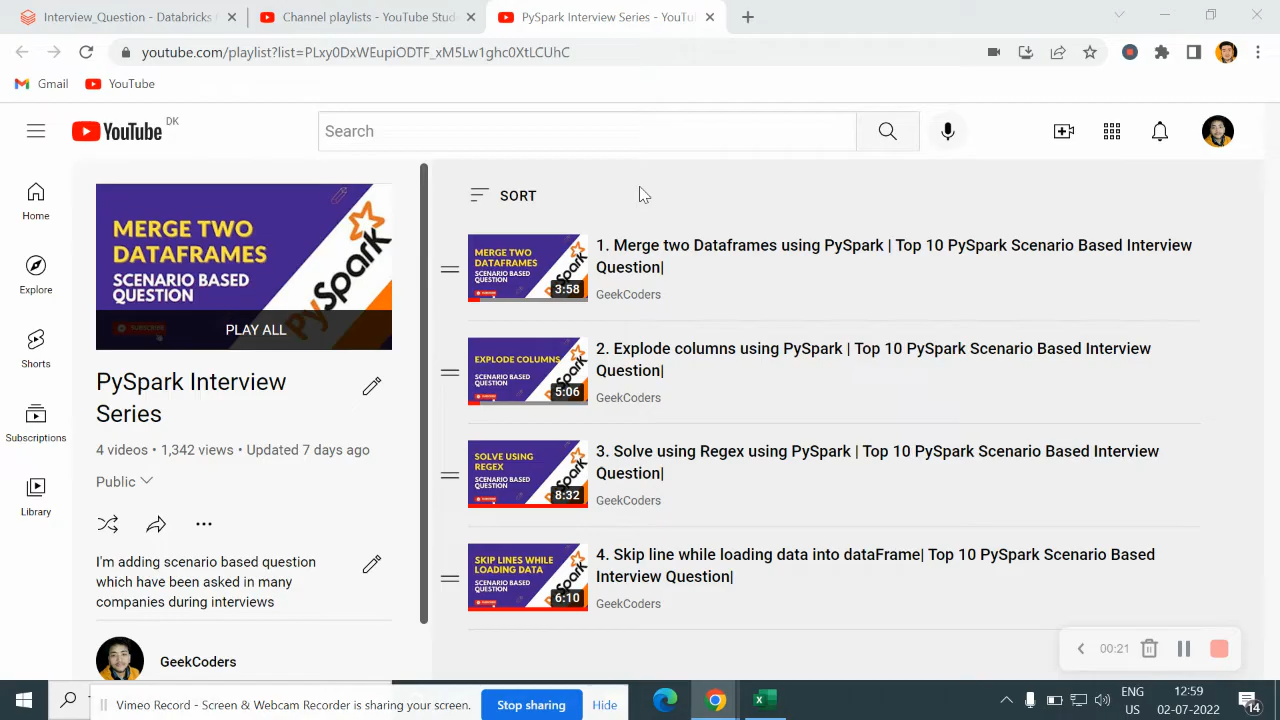 Interview_Question - Databricks
Channel playlists - YouTube Stud
PySpark Interview Series - YouTu
youtube.com/playlist?list=PLxy0DxWEupiODTF_xM5Lw1ghc0XtLCUhC
Gmail
YouTube
YouTube DK
Search
Home
Explore
Shorts
Subscriptions
Library
MERGE TWO
DATAFRAMES
SCENARIO BASED
QUESTION
PySpark
SUBSCRIBE
PLAY ALL
PySpark Interview
Series
4 videos • 1,342 views • Updated 7 days ago
Public
I'm adding scenario based question
which have been asked in many
companies during interviews
GeekCoders
SORT
MERGE TWO
DATAFRAMES
SCENARIO BASED
QUESTION
Spark
3:58
1. Merge two Dataframes using PySpark | Top 10 PySpark Scenario Based Interview
Question|
GeekCoders
EXPLODE COLUMNS
SCENARIO BASED
QUESTION
5:06
2. Explode columns using PySpark | Top 10 PySpark Scenario Based Interview
Question|
GeekCoders
SOLVE USING
REGEX
SCENARIO BASED
QUESTION
8:32
3. Solve using Regex using PySpark | Top 10 PySpark Scenario Based Interview
Question|
GeekCoders
SKIP LINES WHILE
LOADING DATA
SCENARIO BASED
QUESTION
6:10
4. Skip line while loading data into dataFrame| Top 10 PySpark Scenario Based
Interview Question|
GeekCoders
00:21
Vimeo Record - Screen & Webcam Recorder is sharing your screen.
Stop sharing
Hide
ENG
US
12:59
02-07-2022
14